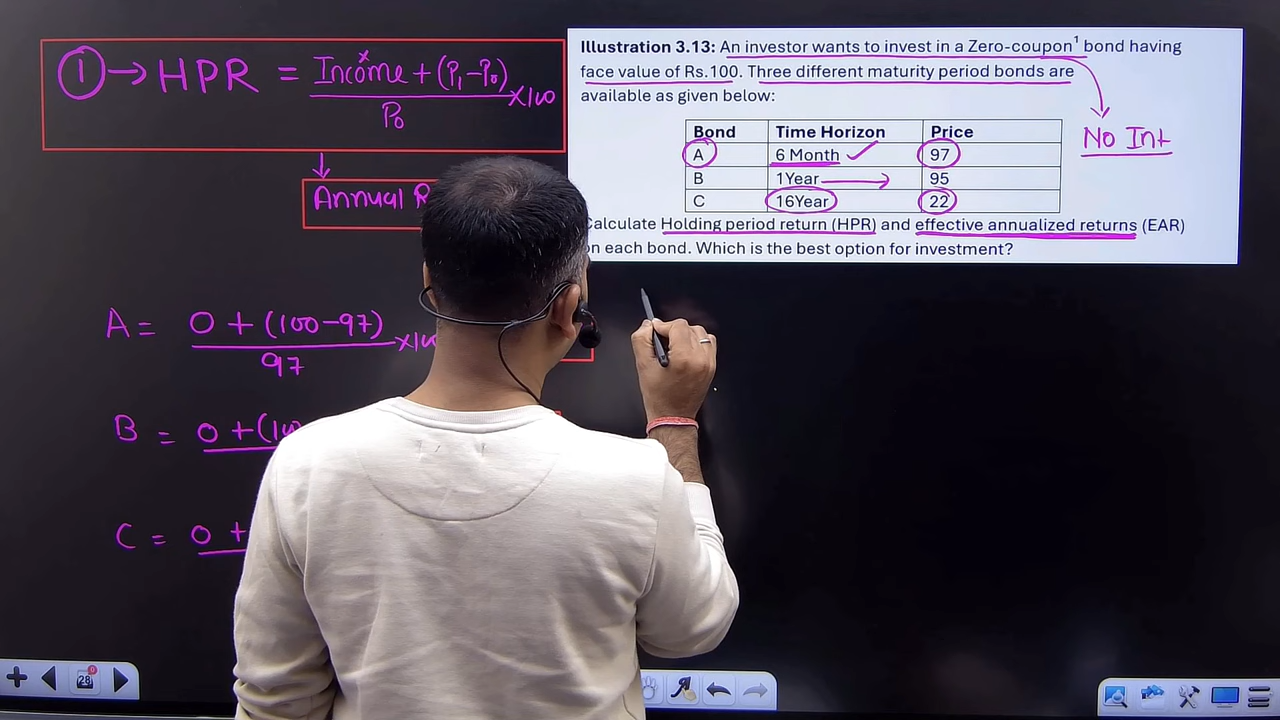 ① → HPR = Income + (P₁ - P₀)
P₀
×100
Annual
Illustration 3.13: An investor wants to invest in a Zero-coupon¹ bond having
face value of Rs.100. Three different maturity period bonds are
available as given below:
Bond Time Horizon Price
A 6 Month ✓ 97
B 1Year → 95
C 16Year 22
No Int
Calculate Holding period return (HPR) and effective annualized returns (EAR)
on each bond. Which is the best option for investment?
A = 0 + (100-97)
97
B = 0 +
C = 0 +
28